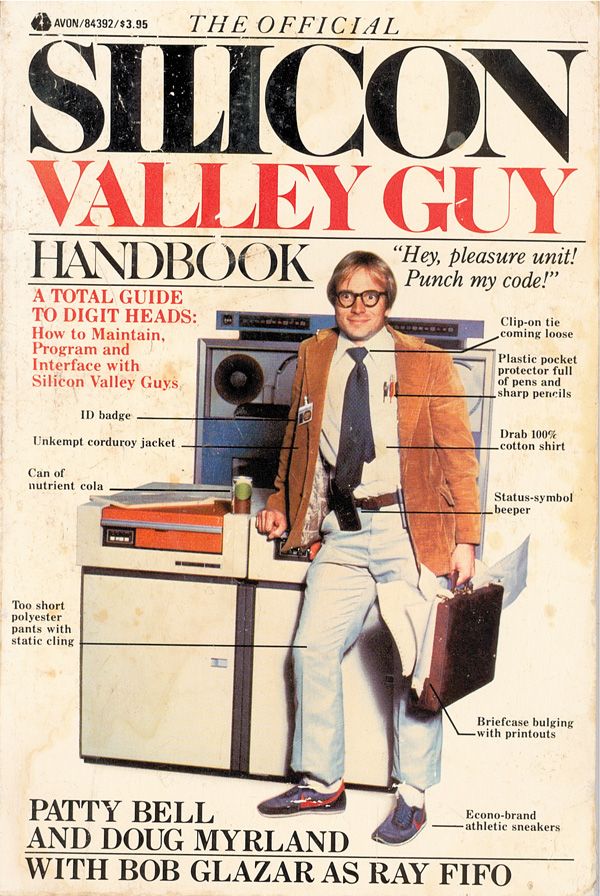 AVON/84392/$3.95
THE OFFICIAL
SILICON
VALLEY GUY
HANDBOOK
"Hey, pleasure unit!
Punch my code!"
A TOTAL GUIDE
TO DIGIT HEADS:
How to Maintain,
Program and
Interface with
Silicon Valley Guys
Clip-on tie
coming loose
Plastic pocket
protector full
of pens and
sharp pencils
ID badge
Unkempt corduroy jacket
Drab 100%
cotton shirt
Can of
nutrient cola
Status-symbol
beeper
Too short
polyester
pants with
static cling
Briefcase bulging
with printouts
Econo-brand
athletic sneakers
PATTY BELL
AND DOUG MYRLAND
WITH BOB GLAZAR AS RAY FIFO